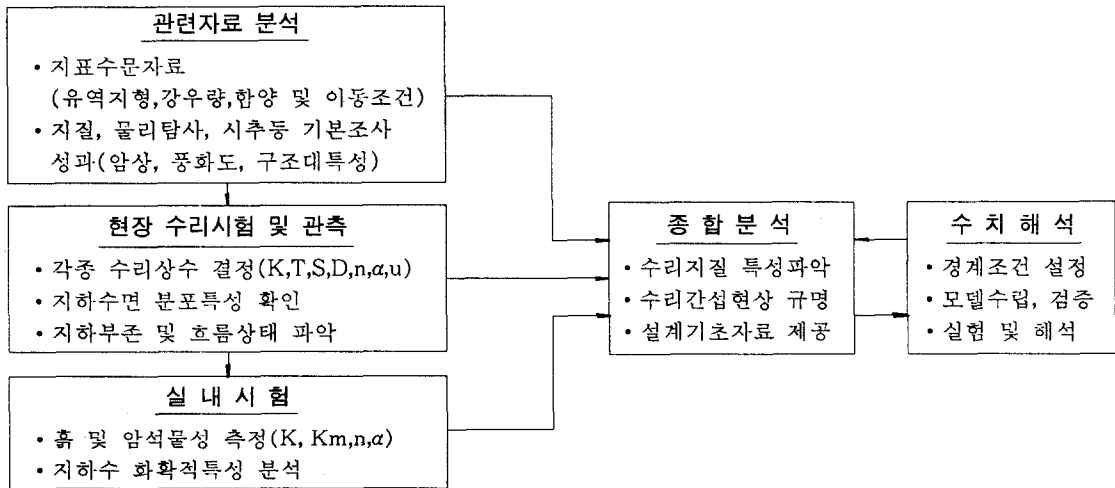 관련자료 분석
• 지표수문자료
(유역지형,강우량,함양 및 이동조건)
• 지질, 물리탐사, 시추등 기본조사
성과(암상, 풍화도, 구조대특성)
현장 수리시험 및 관측
• 각종 수리상수 결정(K,T,S,D,n,α,u)
• 지하수면 분포특성 확인
• 지하부존 및 흐름상태 파악
실 내 시 험
• 흙 및 암석물성 측정(K, Km,n,α)
• 지하수 화확적특성 분석
종 합 분 석
• 수리지질 특성파악
• 수리간섭현상 규명
• 설계기초자료 제공
수 치 해 석
• 경계조건 설정
• 모델수립, 검증
• 실험 및 해석